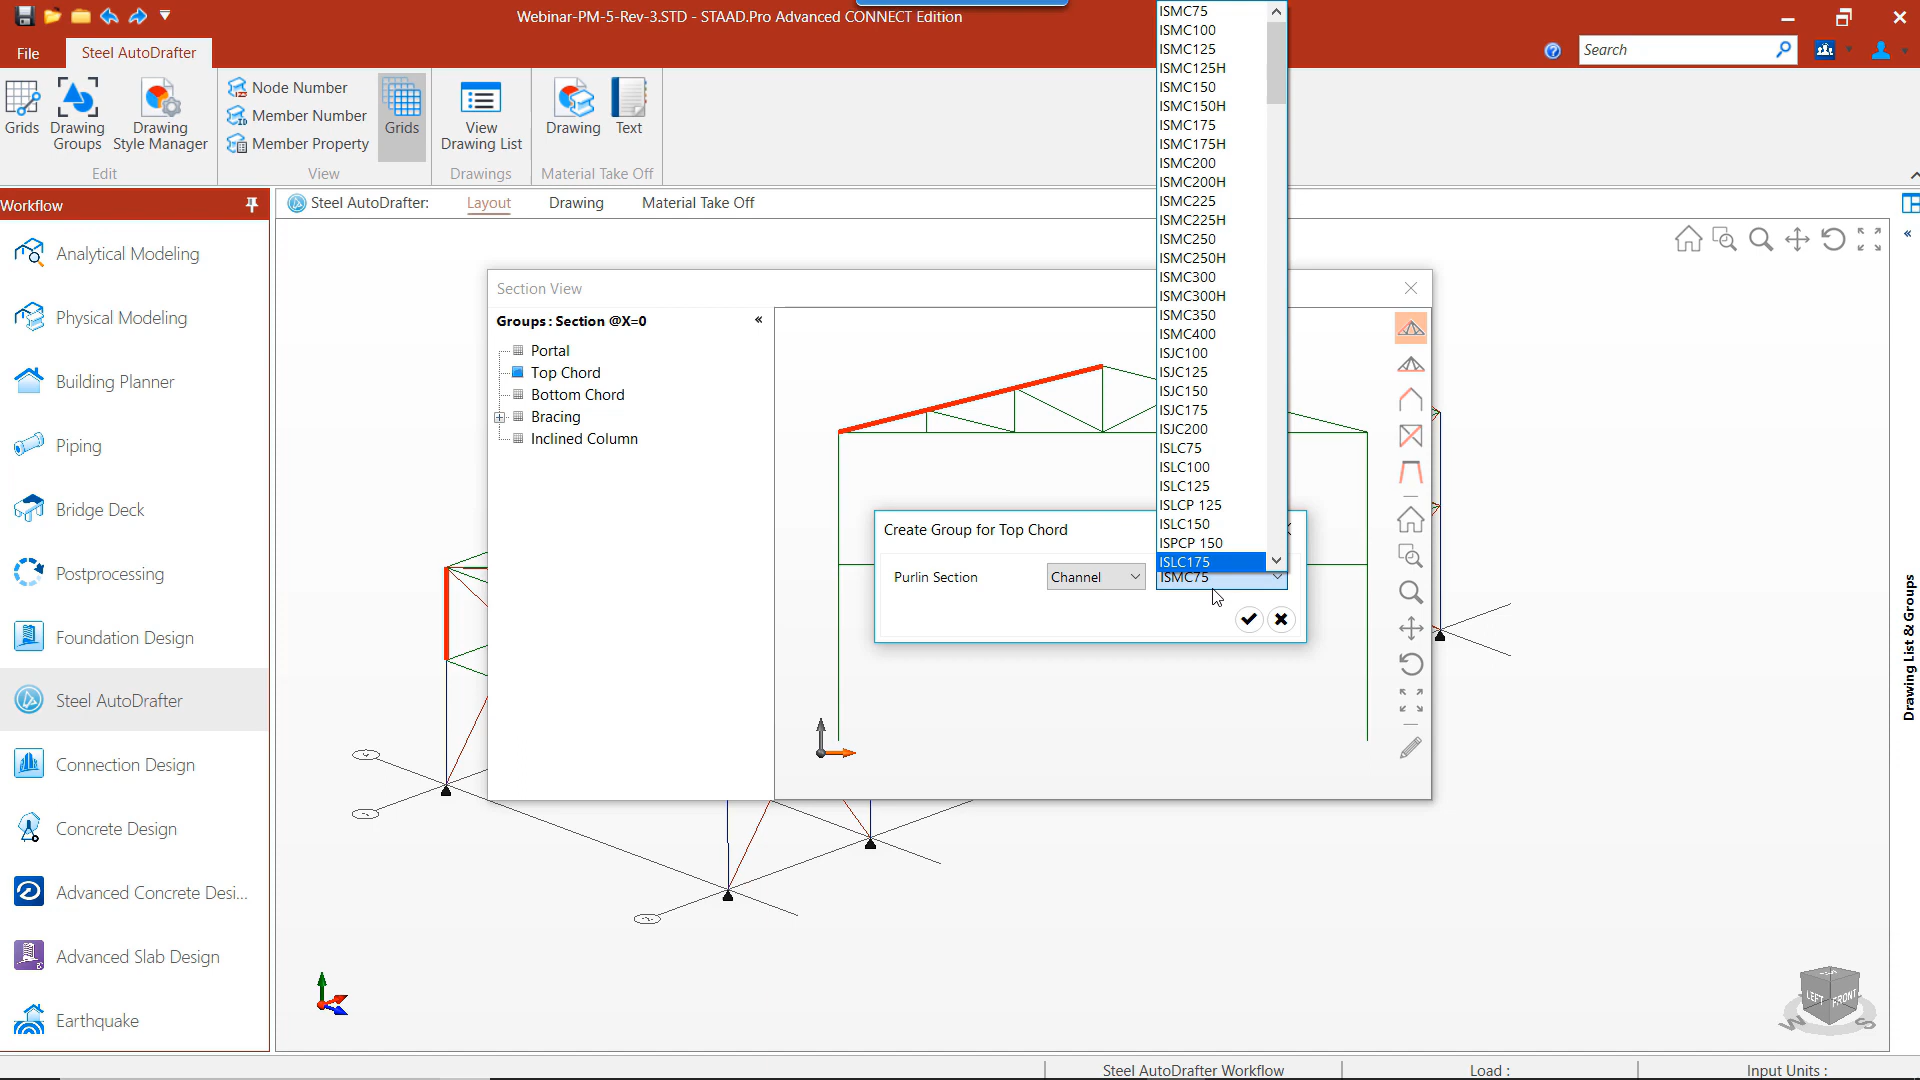 Webinar-PM-5-Rev-3.STD - STAAD.Pro Advanced CONNECT Edition
File
Steel AutoDrafter
Search
Grids
Drawing Groups
Drawing Style Manager
Edit
Node Number
Member Number
Member Property
Grids
View
View Drawing List
Drawings
Drawing
Text
Material Take Off
Workflow
Steel AutoDrafter:
Layout
Drawing
Material Take Off
Analytical Modeling
Physical Modeling
Building Planner
Piping
Bridge Deck
Postprocessing
Foundation Design
Steel AutoDrafter
Connection Design
Concrete Design
Advanced Concrete Desi...
Advanced Slab Design
Earthquake
Section View
Groups : Section @X=0
Portal
Top Chord
Bottom Chord
Bracing
Inclined Column
ISMC75
ISMC100
ISMC125
ISMC125H
ISMC150
ISMC150H
ISMC175
ISMC175H
ISMC200
ISMC200H
ISMC225
ISMC225H
ISMC250
ISMC250H
ISMC300
ISMC300H
ISMC350
ISMC400
ISJC100
ISJC125
ISJC150
ISJC175
ISJC200
ISLC75
ISLC100
ISLC125
ISLCP 125
ISLC150
ISPCP 150
ISLC175
Create Group for Top Chord
Purlin Section
Channel
ISMC75
Drawing List & Groups
LEFT
FRONT
W
S
Steel AutoDrafter Workflow
Load :
Input Units :